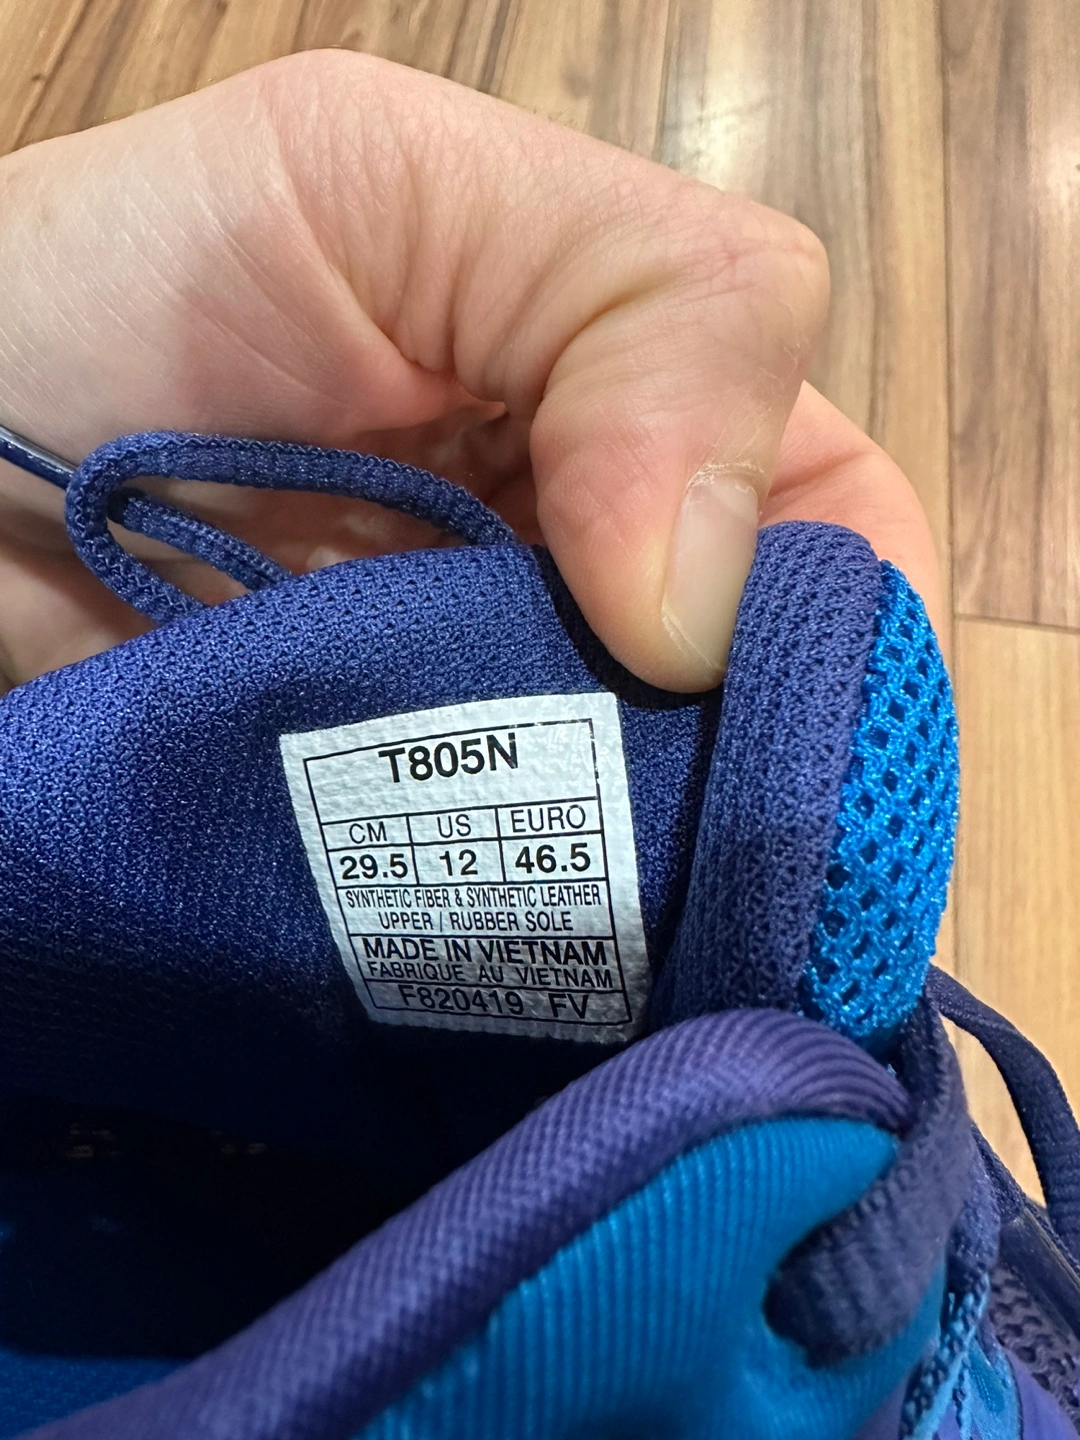 T805N
CM US EURO
29.5 12 46.5
SYNTHETIC FIBER & SYNTHETIC LEATHER
UPPER / RUBBER SOLE
MADE IN VIETNAM
FABRIQUE AU VIETNAM
F820419 FV